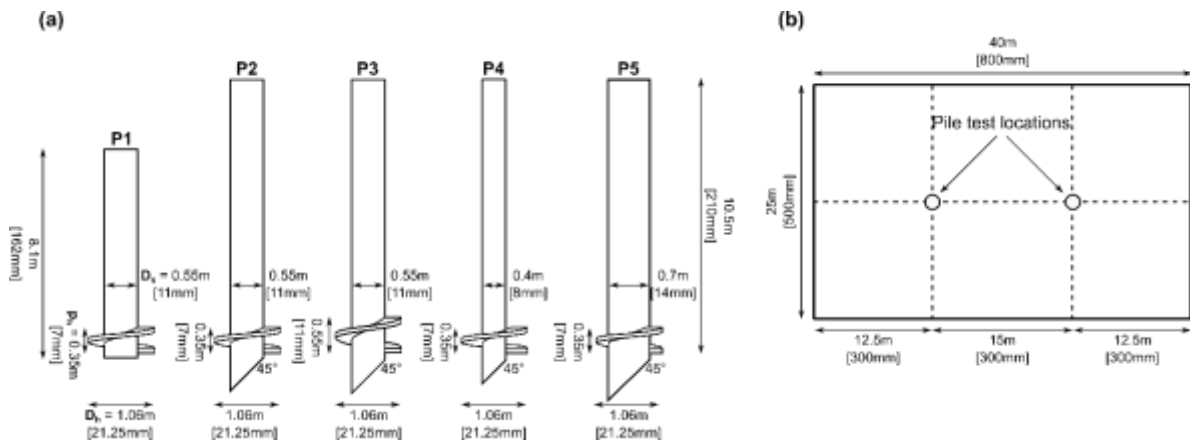 (a)
P1
P2
P3
P4
P5
8.1m
[162mm]
Dₛ = 0.55m
[11mm]
0.55m
[11mm]
0.55m
[11mm]
0.4m
[8mm]
0.7m
[14mm]
10.5m
[210mm]
pₕ = 0.35m
[7mm]
0.35m
[7mm]
0.55m
[11mm]
0.35m
[7mm]
0.35m
[7mm]
45°
45°
45°
45°
Dₕ = 1.06m
[21.25mm]
1.06m
[21.25mm]
1.06m
[21.25mm]
1.06m
[21.25mm]
1.06m
[21.25mm]
(b)
40m
[800mm]
Pile test locations
25m
[500mm]
12.5m
[300mm]
15m
[300mm]
12.5m
[300mm]